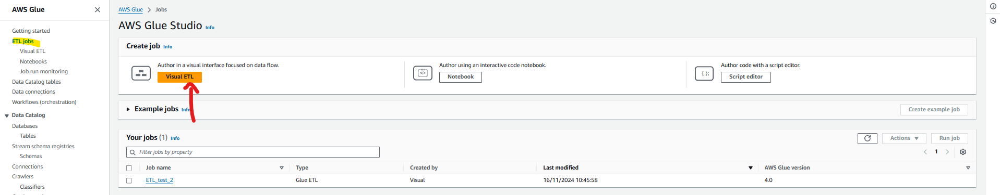 AWS Glue
Getting started
ETL jobs
Visual ETL
Notebooks
Job run monitoring
Data Catalog tables
Data connections
Workflows (orchestration)
Data Catalog
Databases
Tables
Stream schema registries
Schemas
Connections
Crawlers
Classifiers
AWS Glue > Jobs
AWS Glue Studio Info
Create job Info
Author in a visual interface focused on data flow.
Visual ETL
Author using an interactive code notebook.
Notebook
Author code with a script editor.
Script editor
Example jobs Info
Create example job
Your jobs (1) Info
Actions
Run job
Filter jobs by property
1
Job name Type Created by Last modified AWS Glue version
ETL_test_2 Glue ETL Visual 16/11/2024 10:45:58 4.0